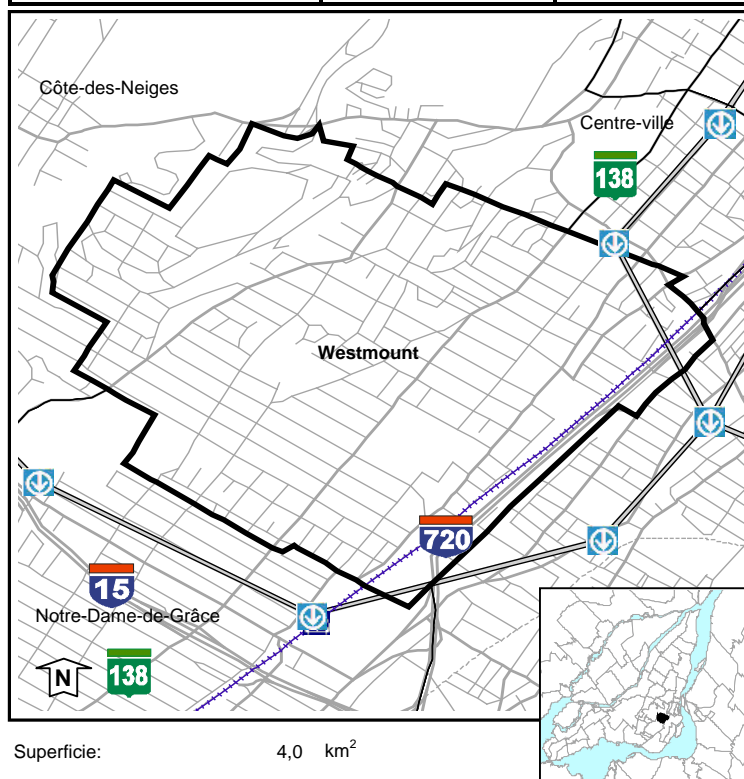 Côte-des-Neiges
Centre-ville
138
Westmount
720
15
Notre-Dame-de-Grâce
N
138
Superficie: 4,0 km²